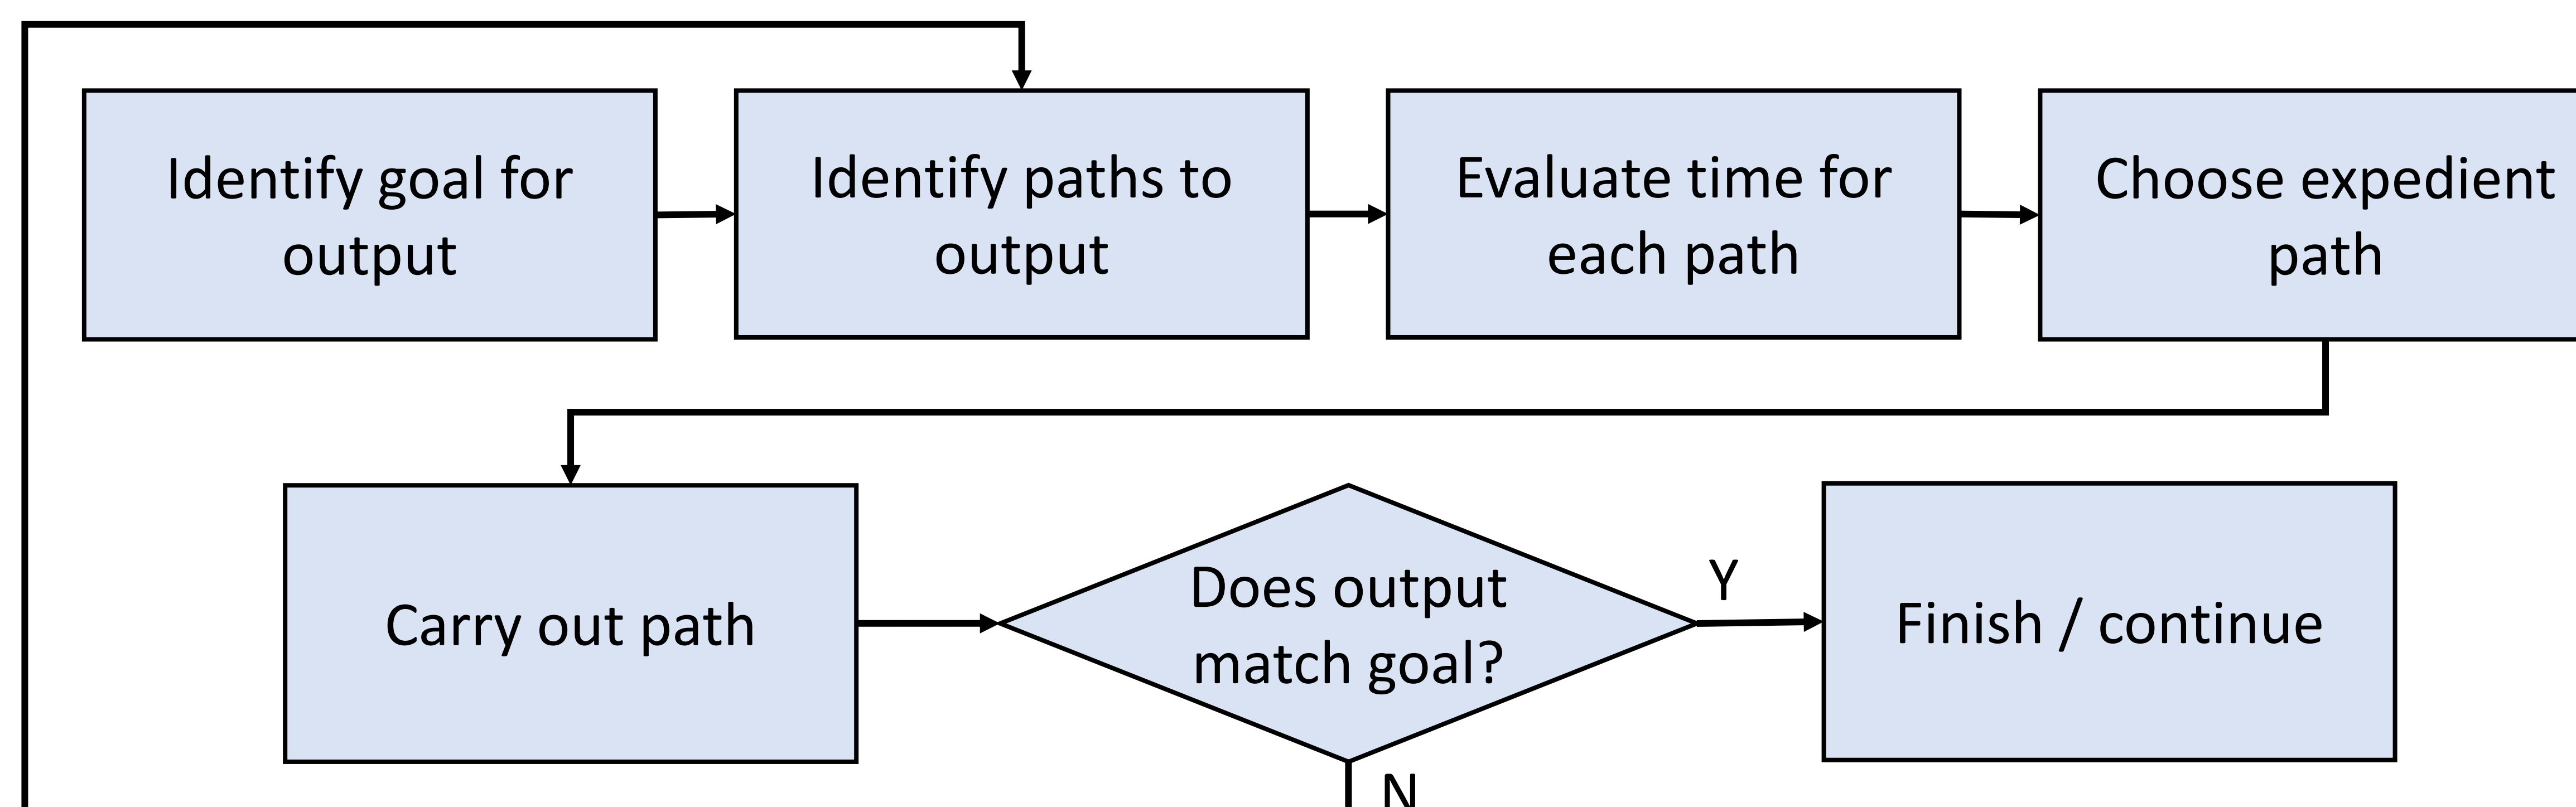 Identify goal for
output
Identify paths to
output
Evaluate time for
each path
Choose expedient
path
Carry out path
Does output
match goal?
Y
Finish / continue
N